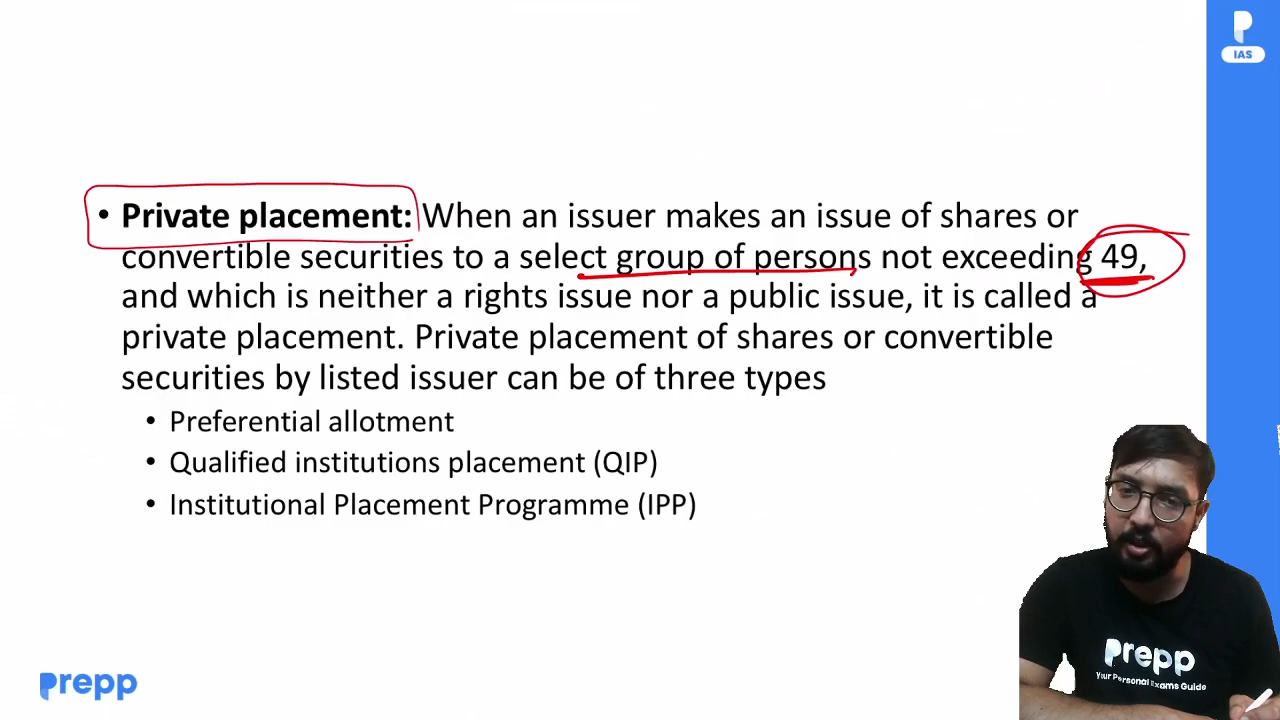 IAS
• Private placement: When an issuer makes an issue of shares or
convertible securities to a select group of persons not exceeding 49,
and which is neither a rights issue nor a public issue, it is called a
private placement. Private placement of shares or convertible
securities by listed issuer can be of three types
• Preferential allotment
• Qualified institutions placement (QIP)
• Institutional Placement Programme (IPP)
prepp
Your Personal Exams Guide
prepp